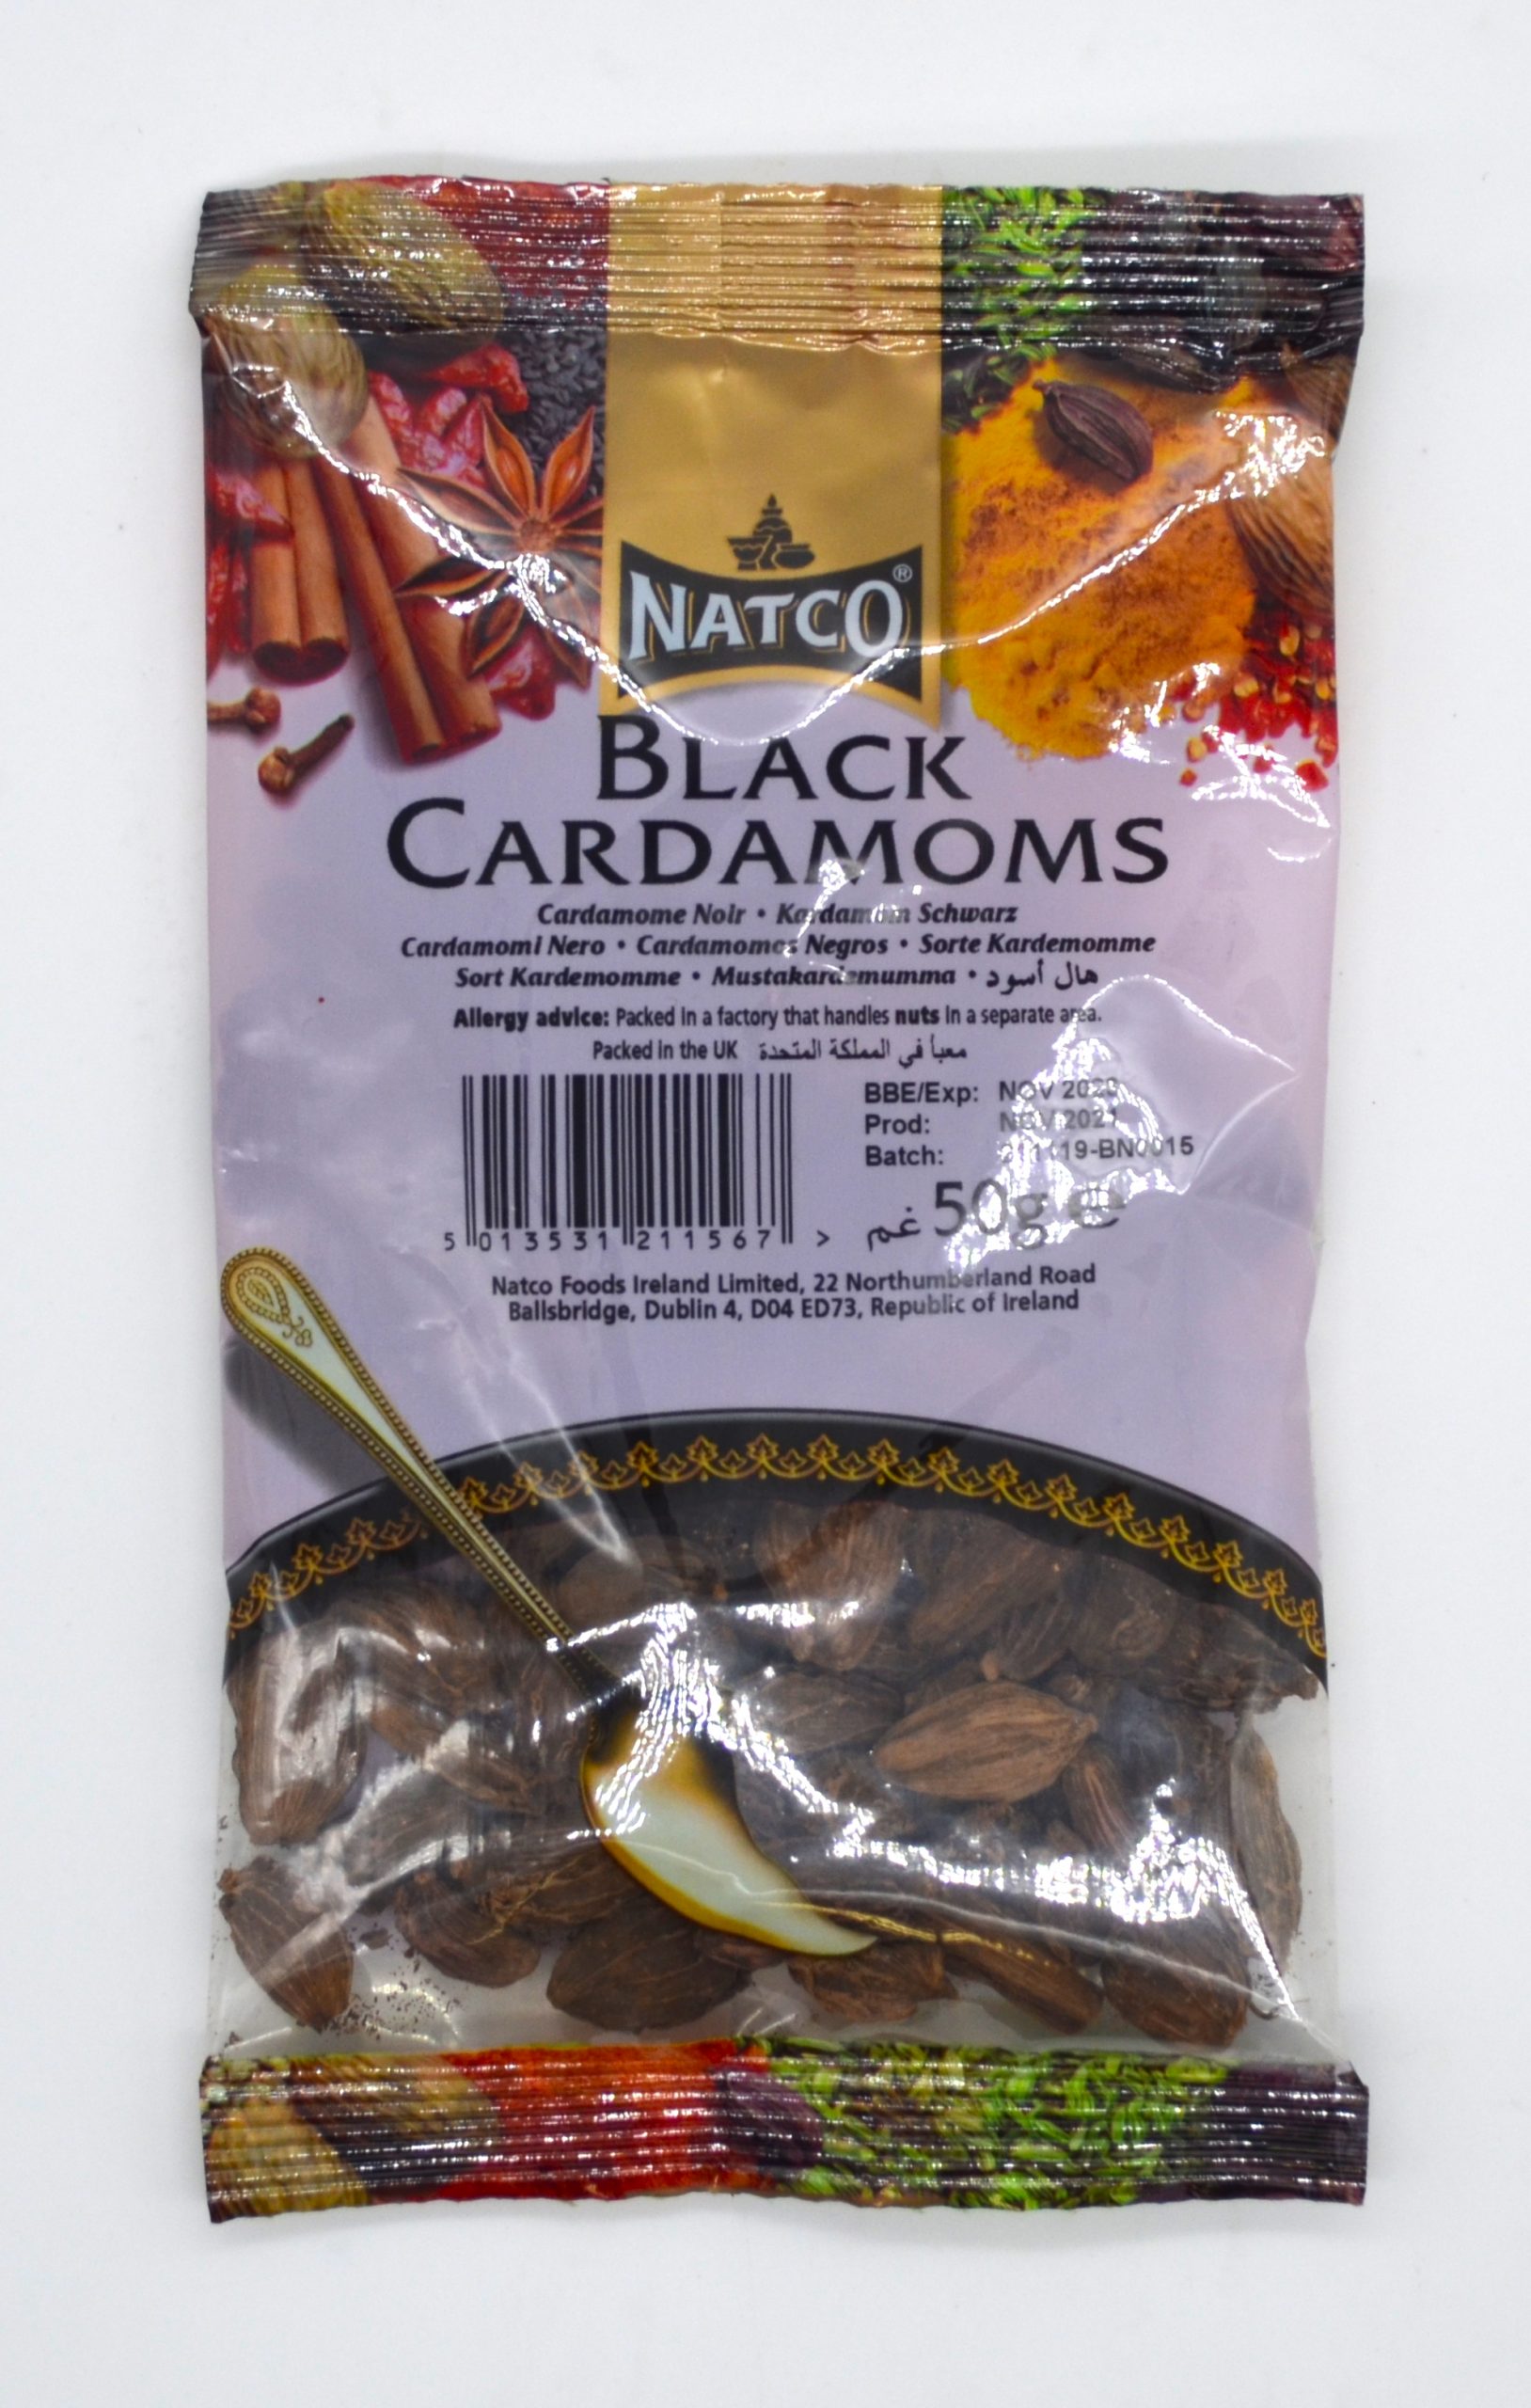 NATCO®
BLACK
CARDAMOMS
Cardamome Noir • Kardamom Schwarz
Cardamomi Nero • Cardamomos Negros • Sorte Kardemomme
Sort Kardemomme • Mustakardemumma • هال أسود
Allergy advice: Packed in a factory that handles nuts in a separate area.
Packed in the UK معبأ في المملكة المتحدة
BBE/Exp: NOV
Prod: NOV 2021
Batch:
5 013531 211567 >
غم 50g ℮
Natco Foods Ireland Limited, 22 Northumberland Road
Ballsbridge, Dublin 4, D04 ED73, Republic of Ireland